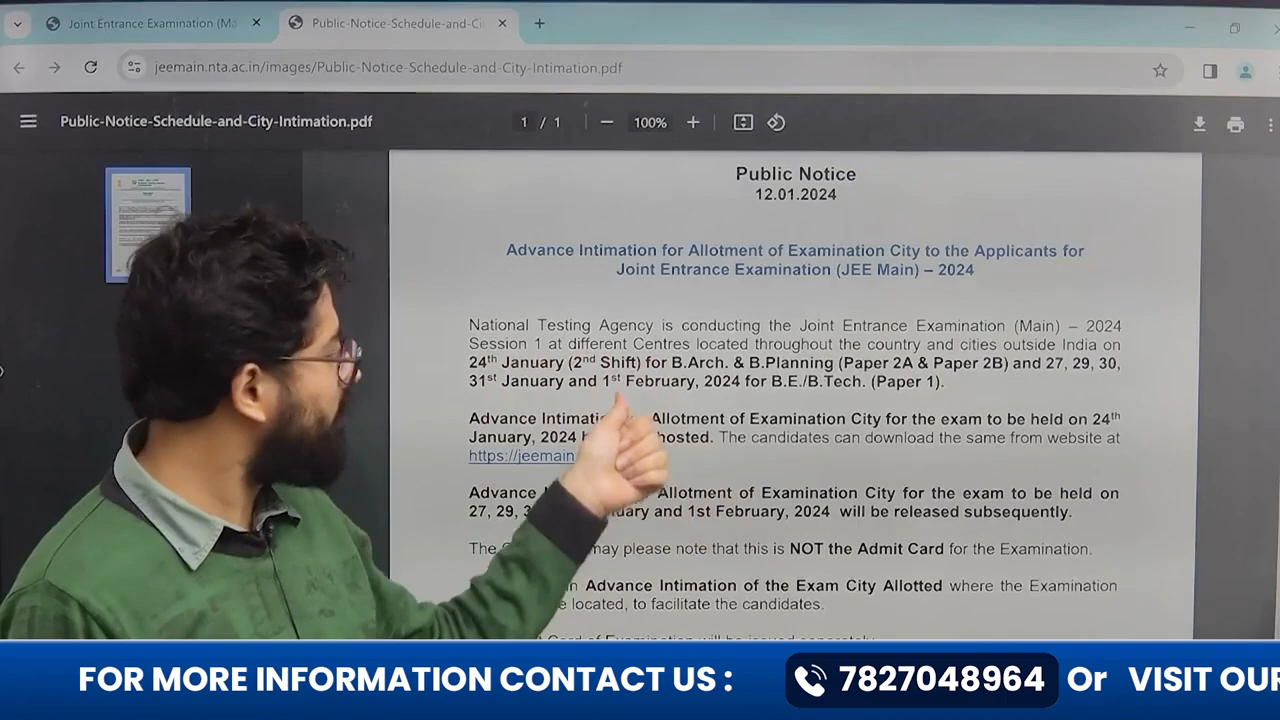 Joint Entrance Examination (Ma
Public-Notice-Schedule-and-Ci
jeemain.nta.ac.in/images/Public-Notice-Schedule-and-City-Intimation.pdf
Public-Notice-Schedule-and-City-Intimation.pdf
1 / 1
100%
Public Notice
12.01.2024
Advance Intimation for Allotment of Examination City to the Applicants for
Joint Entrance Examination (JEE Main) – 2024
National Testing Agency is conducting the Joint Entrance Examination (Main) – 2024
Session 1 at different Centres located throughout the country and cities outside India on
24th January (2nd Shift) for B.Arch. & B.Planning (Paper 2A & Paper 2B) and 27, 29, 30,
31st January and 1st February, 2024 for B.E./B.Tech. (Paper 1).
Advance Allotment of Examination City for the exam to be held on 24th
January, 2024 hosted. The candidates can download the same from website at
https://jeemain
Advance Allotment of Examination City for the exam to be held on
27, 29, and 1st February, 2024 will be released subsequently.
The may please note that this is NOT the Admit Card for the Examination.
Advance Intimation of the Exam City Allotted where the Examination
located, to facilitate the candidates.
of Examination will be issued separately
FOR MORE INFORMATION CONTACT US : 7827048964 Or VISIT OUR